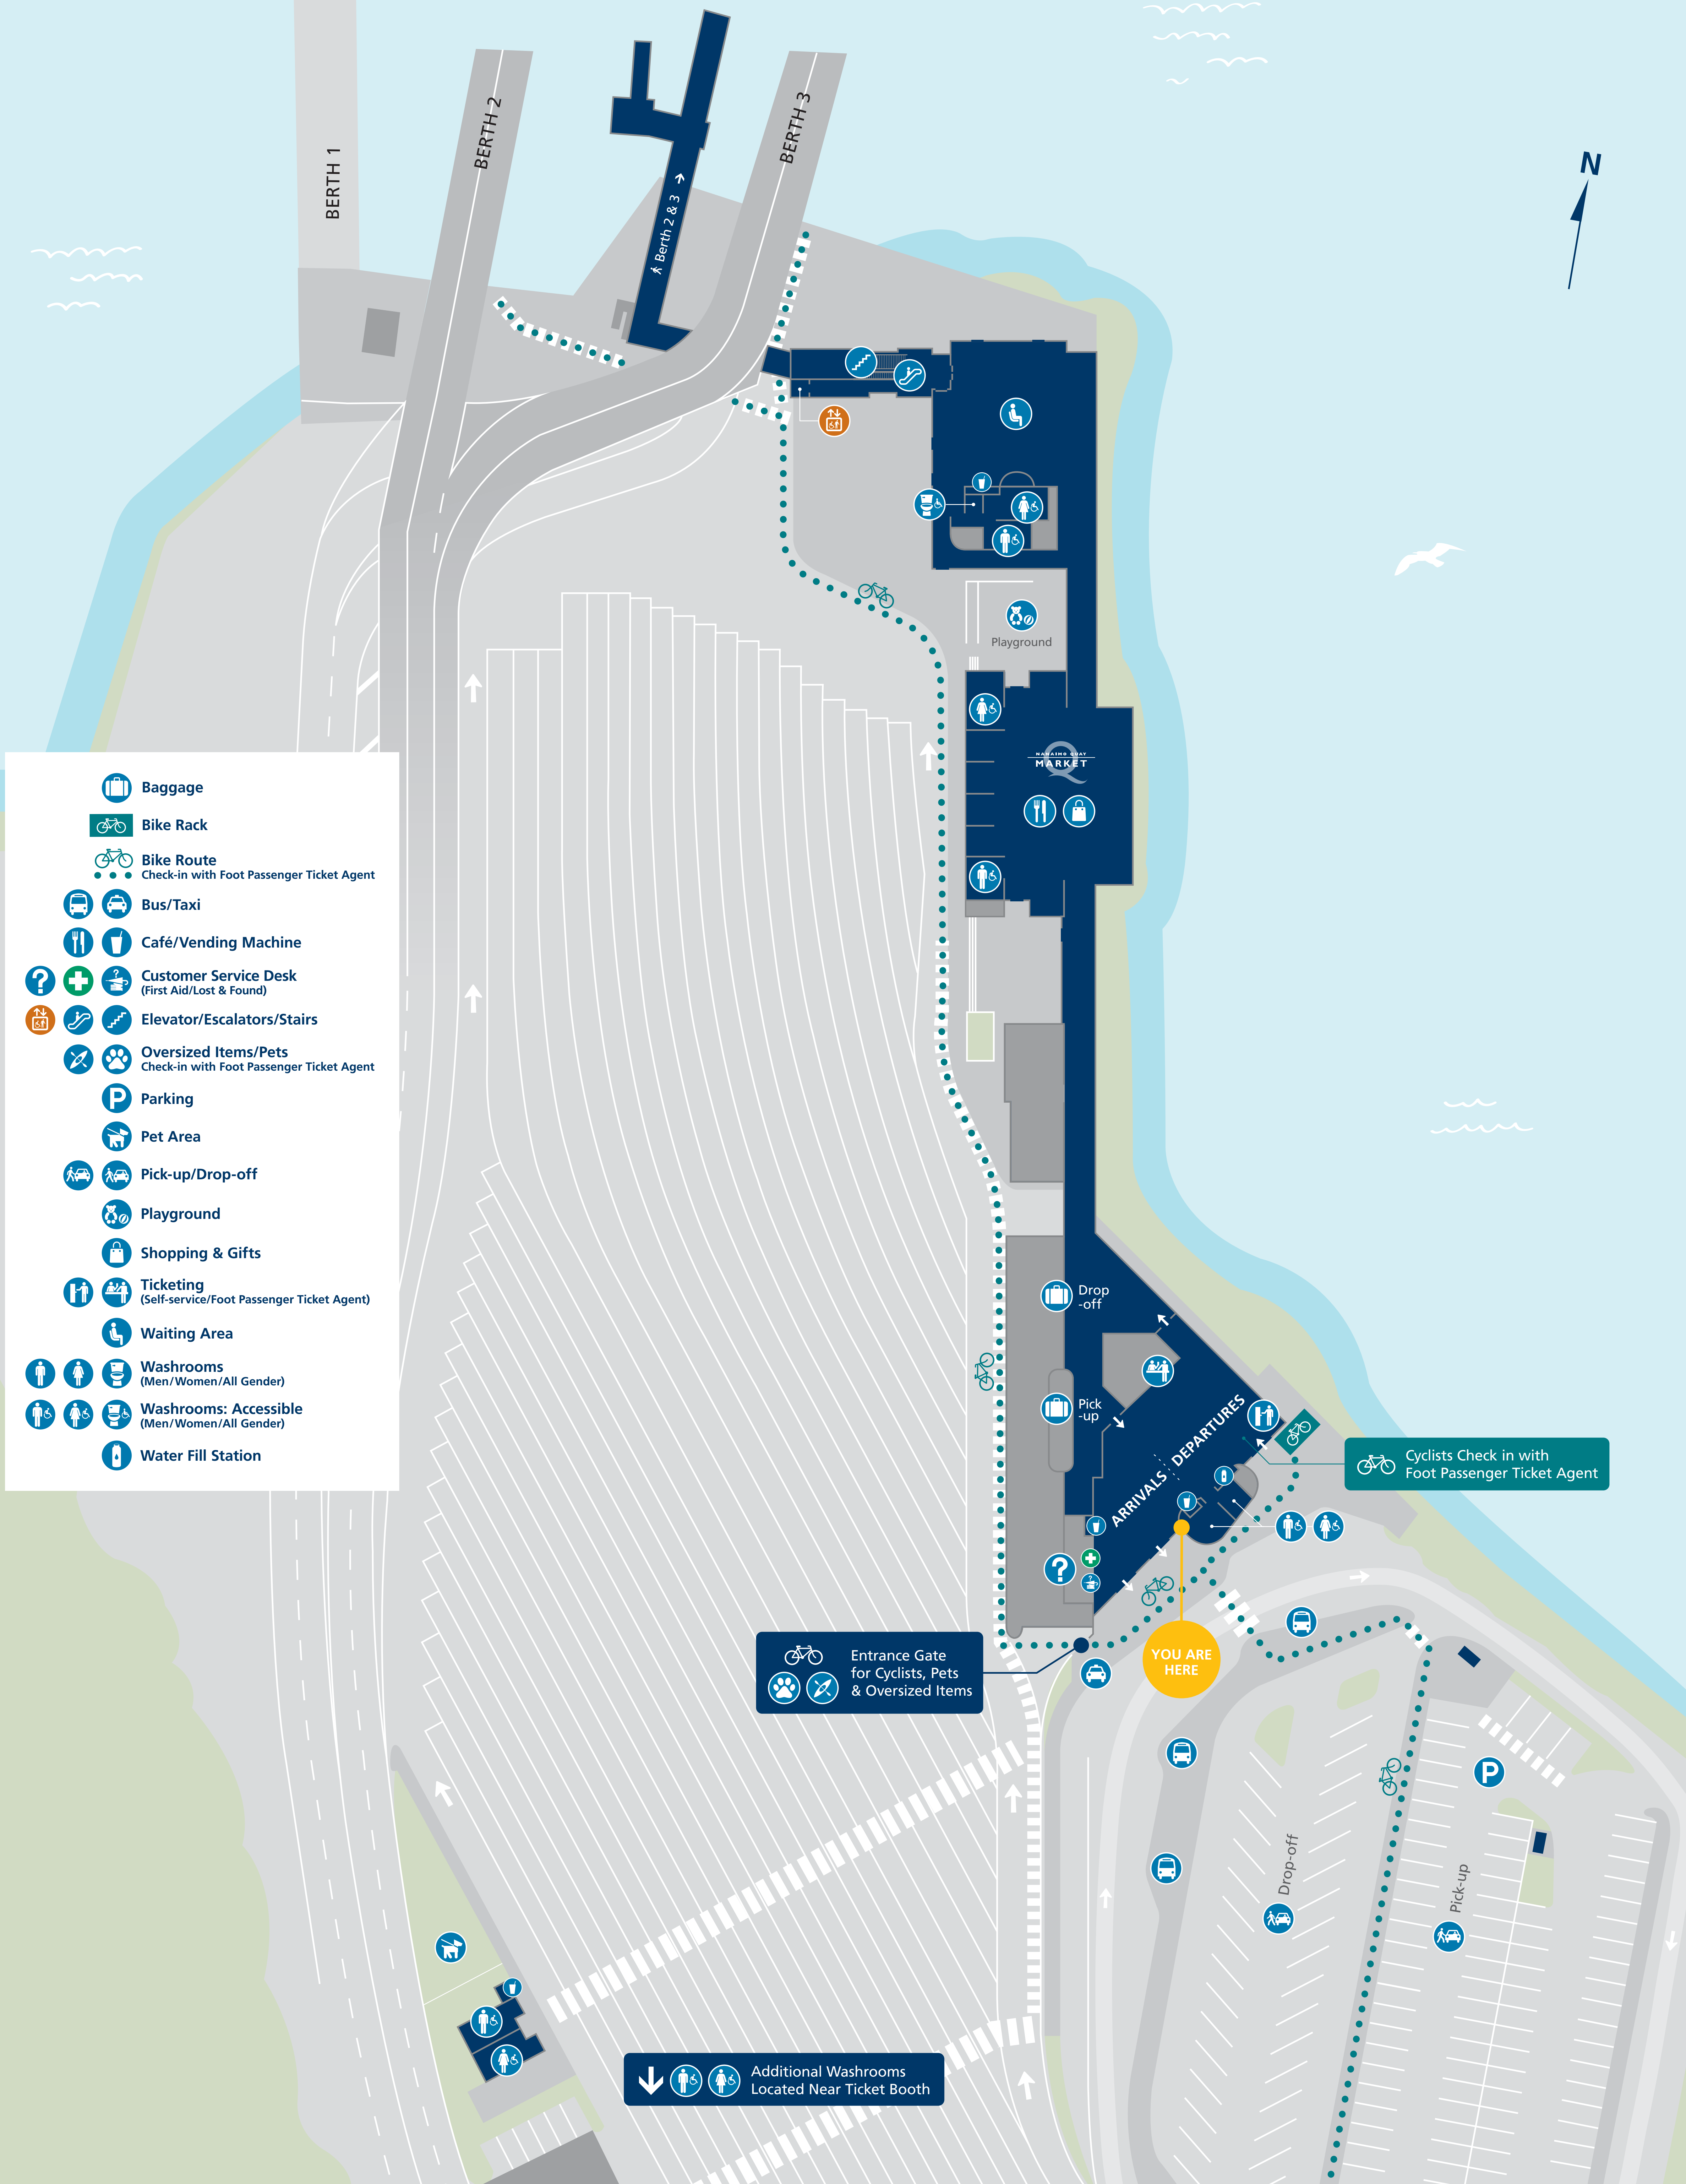 BERTH 1
BERTH 2
BERTH 3
Berth 2 & 3
N
Playground
NANAIMO QUAY
MARKET
Baggage
Bike Rack
Bike Route
Check-in with Foot Passenger Ticket Agent
Bus/Taxi
Café/Vending Machine
Customer Service Desk
(First Aid/Lost & Found)
Elevator/Escalators/Stairs
Oversized Items/Pets
Check-in with Foot Passenger Ticket Agent
Parking
Pet Area
Pick-up/Drop-off
Playground
Shopping & Gifts
Ticketing
(Self-service/Foot Passenger Ticket Agent)
Waiting Area
Washrooms
(Men/Women/All Gender)
Washrooms: Accessible
(Men/Women/All Gender)
Water Fill Station
Drop
-off
Pick
-up
ARRIVALS
DEPARTURES
Cyclists Check in with
Foot Passenger Ticket Agent
Entrance Gate
for Cyclists, Pets
& Oversized Items
YOU ARE
HERE
P
Drop-off
Pick-up
Additional Washrooms
Located Near Ticket Booth